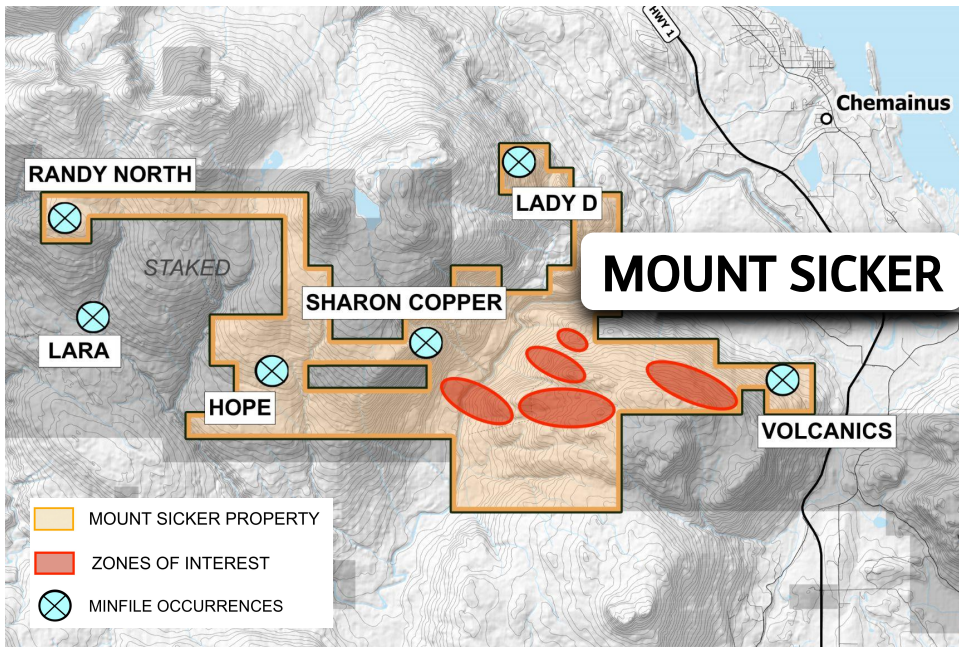 HWY 1
Chemainus
RANDY NORTH
LADY D
STAKED
MOUNT SICKER
SHARON COPPER
LARA
HOPE
VOLCANICS
MOUNT SICKER PROPERTY
ZONES OF INTEREST
MINFILE OCCURRENCES